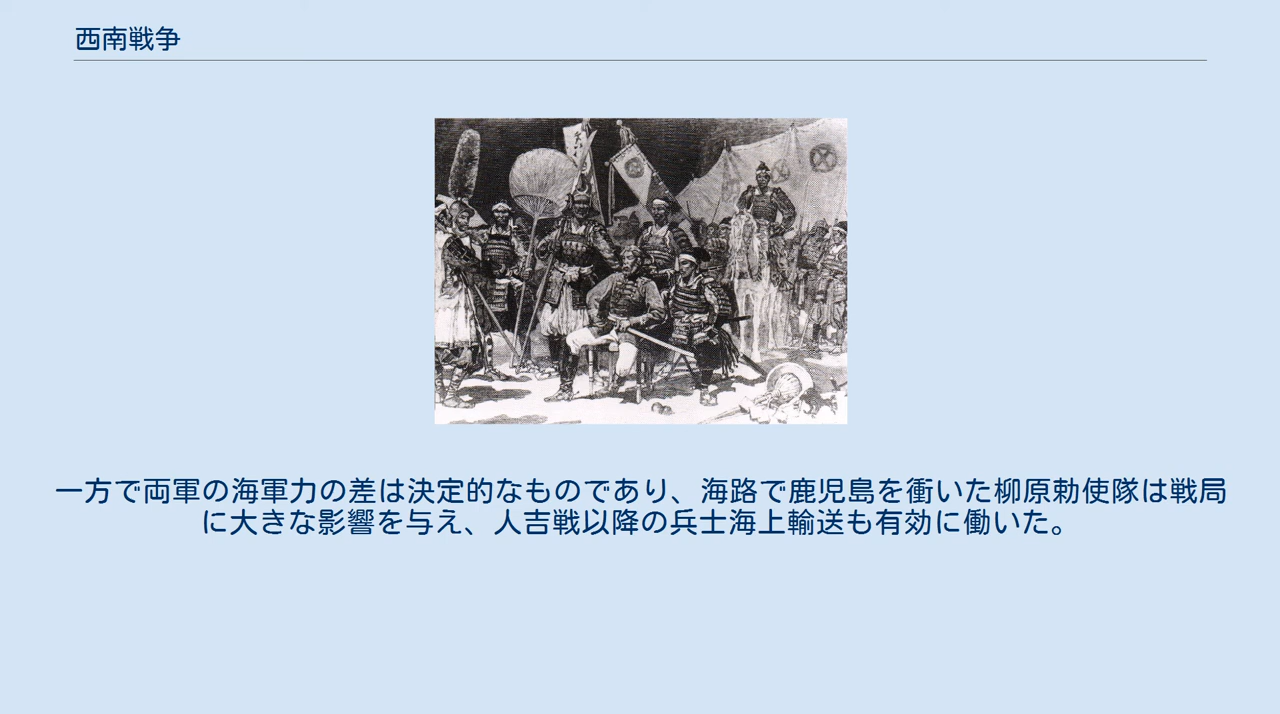 西南戦争
一方で両軍の海軍力の差は決定的なものであり、海路で鹿児島を衝いた柳原勅使隊は戦局
に大きな影響を与え、人吉戦以降の兵士海上輸送も有効に働いた。